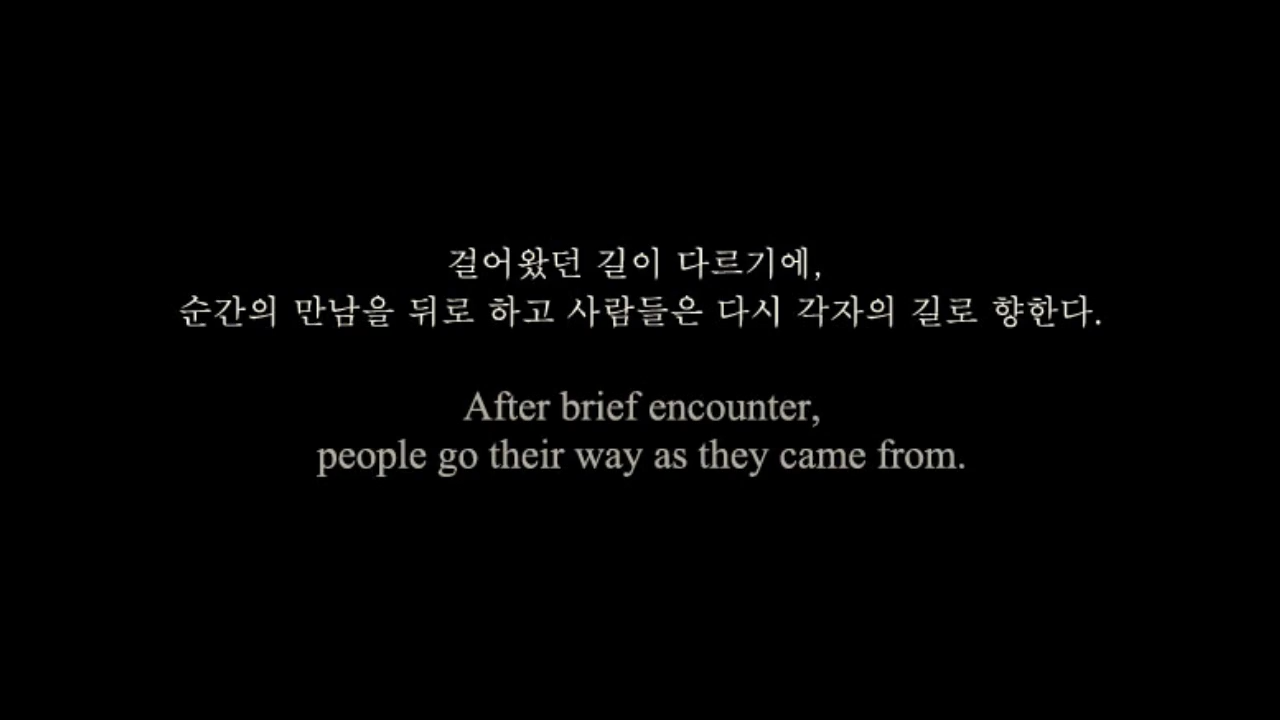 걸어왔던 길이 다르기에,
순간의 만남을 뒤로 하고 사람들은 다시 각자의 길로 향한다.
After brief encounter,
people go their way as they came from.